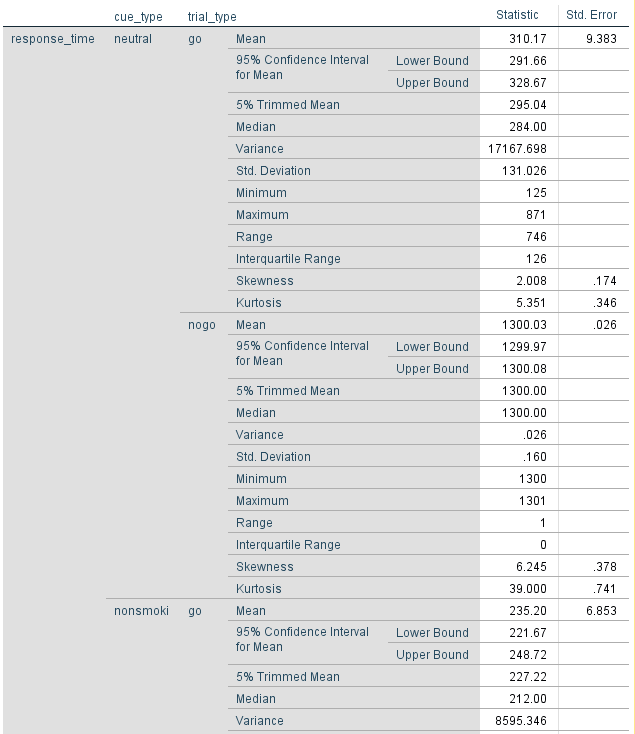 cue_type trial_type Statistic Std. Error
response_time neutral go Mean 310.17 9.383
95% Confidence Interval for Mean Lower Bound 291.66
Upper Bound 328.67
5% Trimmed Mean 295.04
Median 284.00
Variance 17167.698
Std. Deviation 131.026
Minimum 125
Maximum 871
Range 746
Interquartile Range 126
Skewness 2.008 .174
Kurtosis 5.351 .346
nogo Mean 1300.03 .026
95% Confidence Interval for Mean Lower Bound 1299.97
Upper Bound 1300.08
5% Trimmed Mean 1300.00
Median 1300.00
Variance .026
Std. Deviation .160
Minimum 1300
Maximum 1301
Range 1
Interquartile Range 0
Skewness 6.245 .378
Kurtosis 39.000 .741
nonsmoki go Mean 235.20 6.853
95% Confidence Interval for Mean Lower Bound 221.67
Upper Bound 248.72
5% Trimmed Mean 227.22
Median 212.00
Variance 8595.346